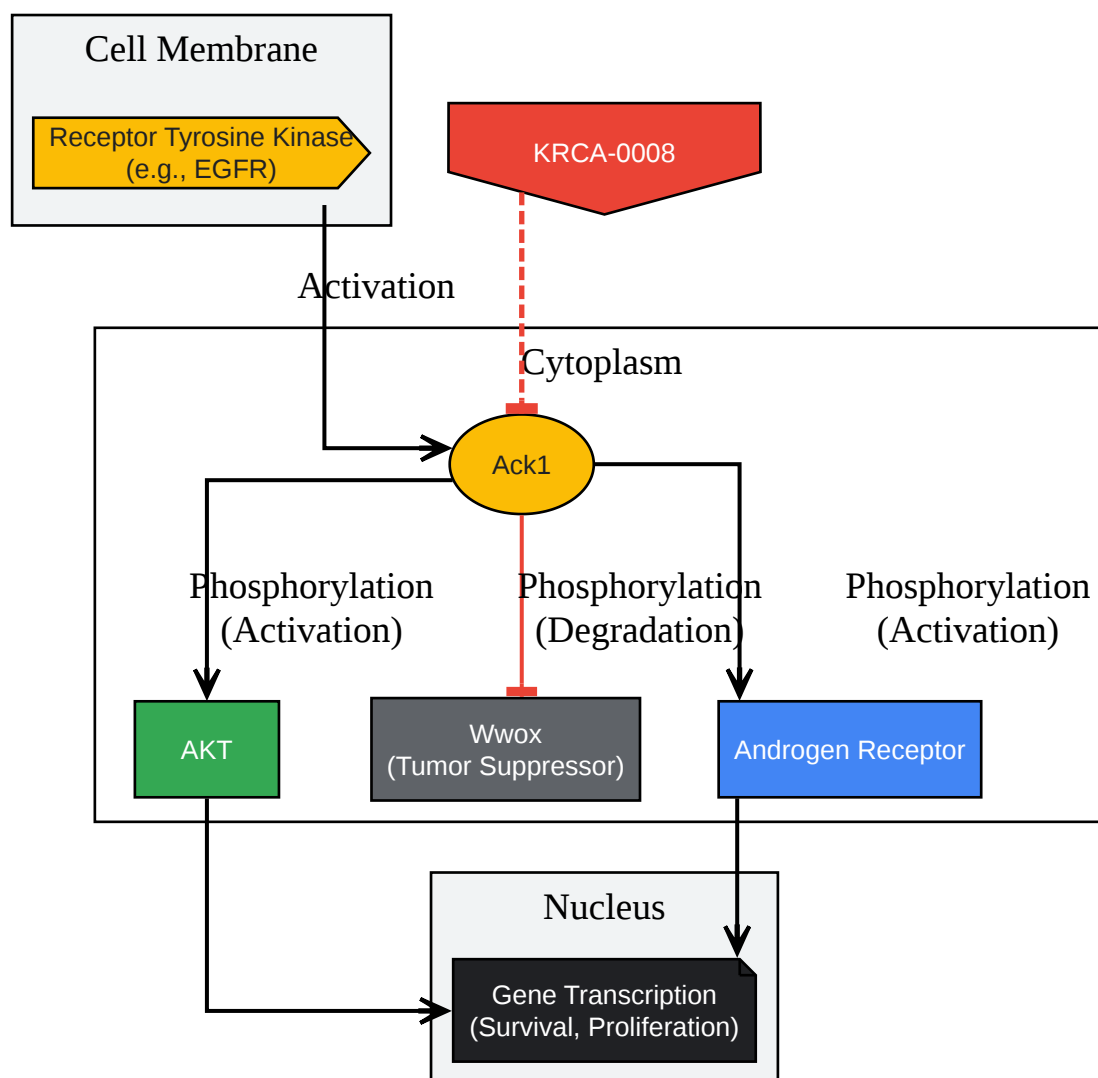 Cell Membrane
Receptor Tyrosine Kinase
(e.g., EGFR)
KRCA-0008
Activation
Cytoplasm
Ack1
Phosphorylation
(Activation)
Phosphorylation
(Degradation)
Phosphorylation
(Activation)
AKT
Wwox
(Tumor Suppressor)
Androgen Receptor
Nucleus
Gene Transcription
(Survival, Proliferation)